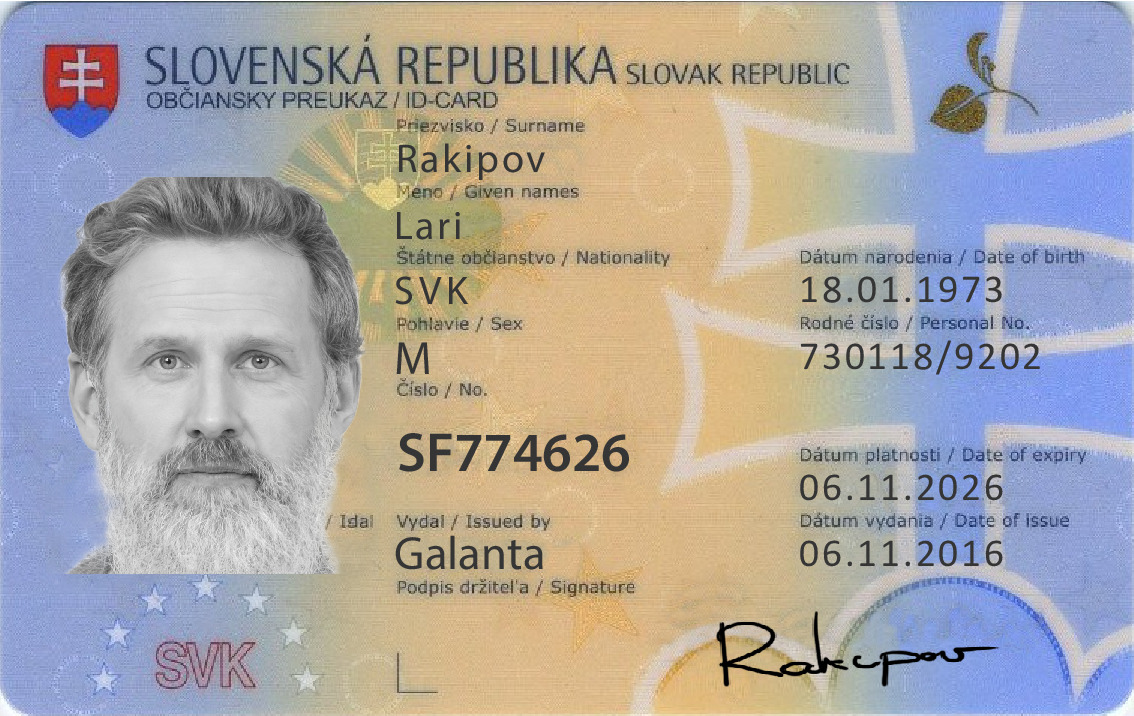 SLOVENSKÁ REPUBLIKA SLOVAK REPUBLIC
OBČIANSKY PREUKAZ / ID-CARD
Priezvisko / Surname
Rakipov
Meno / Given names
Lari
Štátne občianstvo / Nationality
SVK
Dátum narodenia / Date of birth
18.01.1973
Pohlavie / Sex
M
Rodné číslo / Personal No.
730118/9202
Číslo / No.
SF774626
Dátum platnosti / Date of expiry
06.11.2026
/ Idal Vydal / Issued by
Galanta
Dátum vydania / Date of issue
06.11.2016
Podpis držiteľa / Signature
Rakipov
SVK